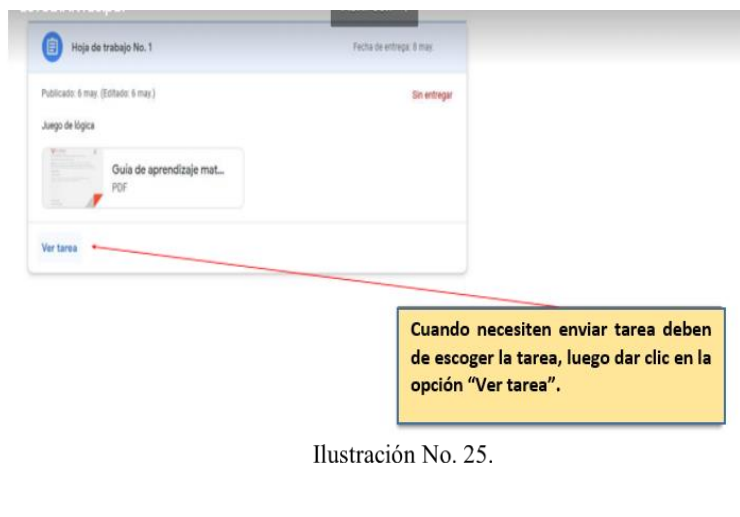 Hoja de trabajo No. 1
Fecha de entrega: 8 may.
Publicado: 6 may. (Editado: 6 may.)
Sin entregar
Juego de lógica
Guía de aprendizaje mat...
PDF
Ver tarea
Cuando necesiten enviar tarea deben
de escoger la tarea, luego dar clic en la
opción “Ver tarea”.
Ilustración No. 25.